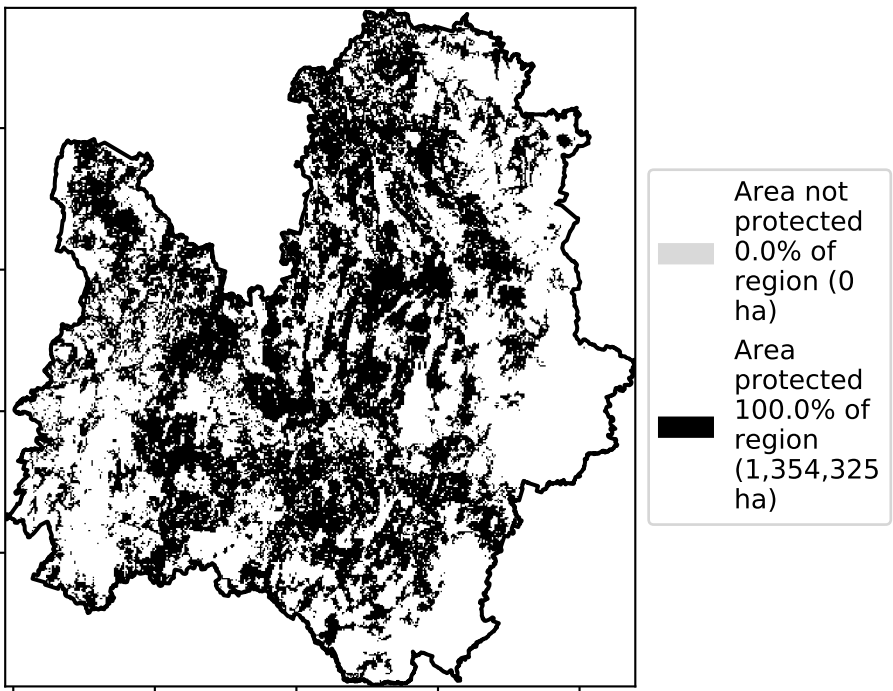 Area not
protected
0.0% of
region (0
ha)
Area
protected
100.0% of
region
(1,354,325
ha)